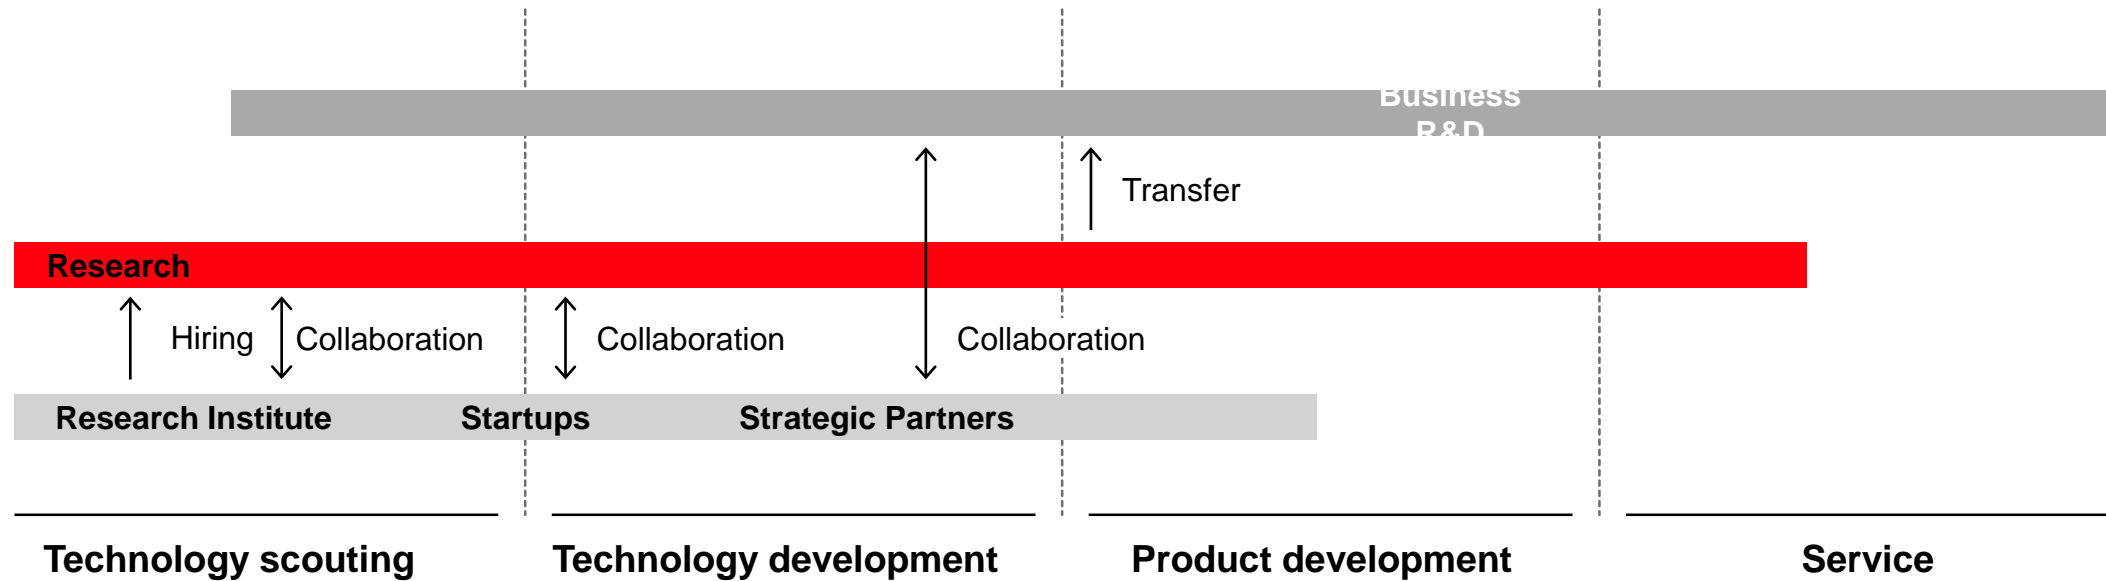 Business
R&D
Transfer
Research
Hiring Collaboration Collaboration Collaboration
Research Institute Startups Strategic Partners
Technology scouting Technology development Product development Service